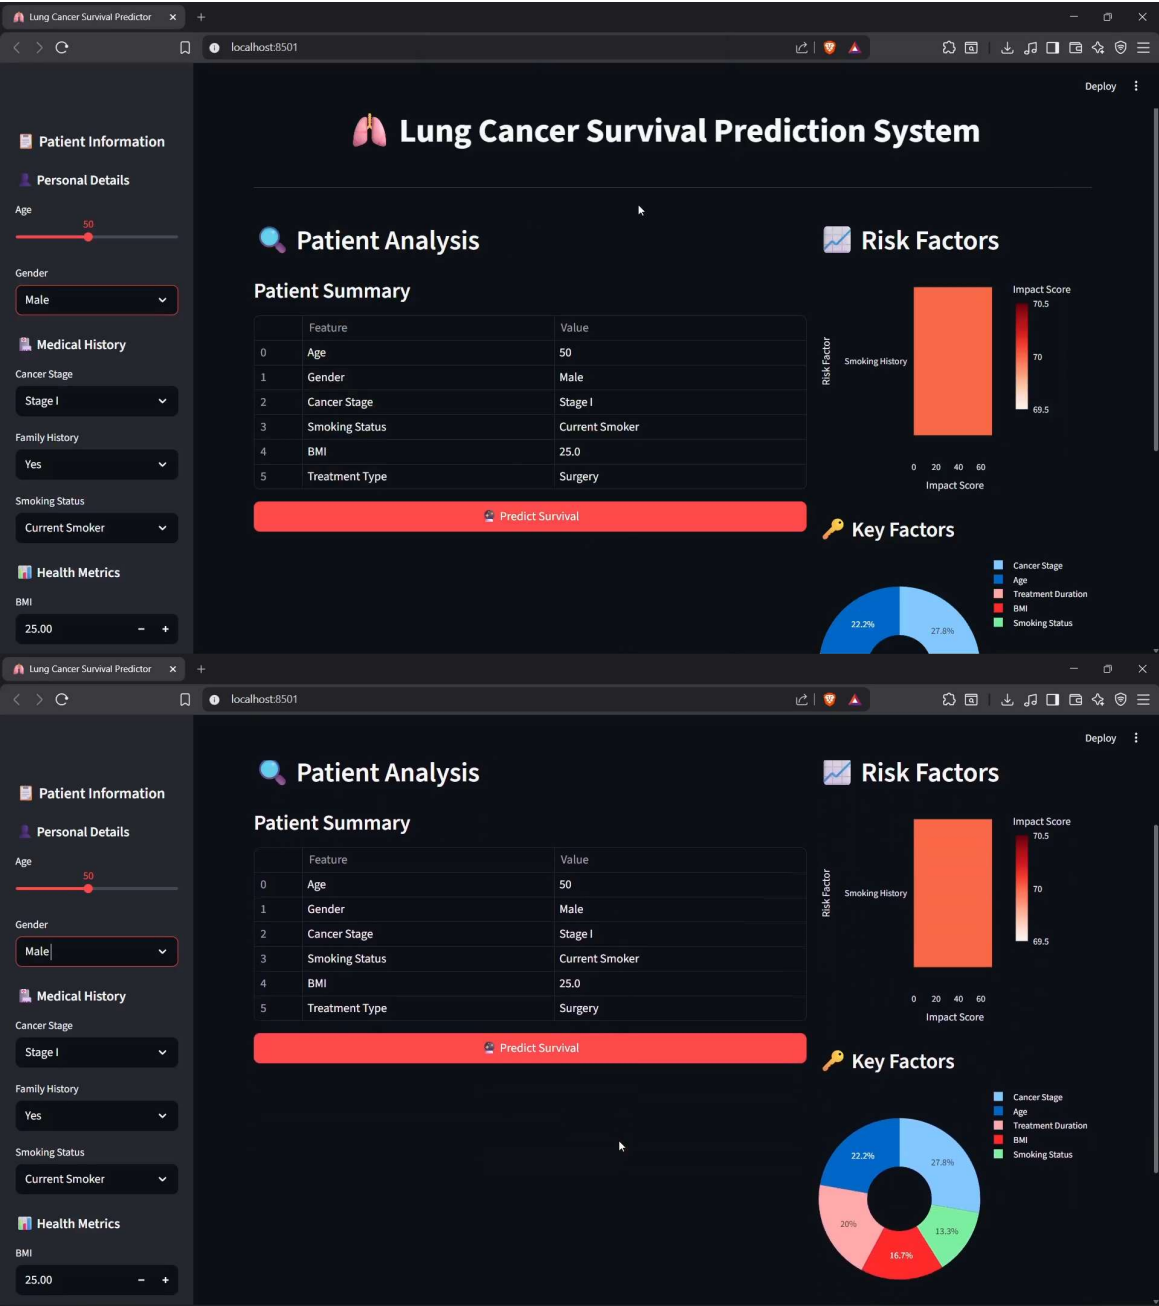 Lung Cancer Survival Predictor
localhost:8501
Deploy
Patient Information
Personal Details
Age
50
Gender
Male
Medical History
Cancer Stage
Stage I
Family History
Yes
Smoking Status
Current Smoker
Health Metrics
BMI
25.00
Lung Cancer Survival Prediction System
Patient Analysis
Patient Summary
Feature Value
0 Age 50
1 Gender Male
2 Cancer Stage Stage I
3 Smoking Status Current Smoker
4 BMI 25.0
5 Treatment Type Surgery
Predict Survival
Risk Factors
Impact Score
70.5
70
69.5
Risk Factor
Smoking History
0 20 40 60
Impact Score
Key Factors
Cancer Stage
Age
Treatment Duration
BMI
Smoking Status
22.2%
27.8%
Lung Cancer Survival Predictor
localhost:8501
Deploy
Patient Information
Personal Details
Age
50
Gender
Male
Medical History
Cancer Stage
Stage I
Family History
Yes
Smoking Status
Current Smoker
Health Metrics
BMI
25.00
Patient Analysis
Patient Summary
Feature Value
0 Age 50
1 Gender Male
2 Cancer Stage Stage I
3 Smoking Status Current Smoker
4 BMI 25.0
5 Treatment Type Surgery
Predict Survival
Risk Factors
Impact Score
70.5
70
69.5
Risk Factor
Smoking History
0 20 40 60
Impact Score
Key Factors
Cancer Stage
Age
Treatment Duration
BMI
Smoking Status
22.2%
27.8%
20%
13.3%
16.7%